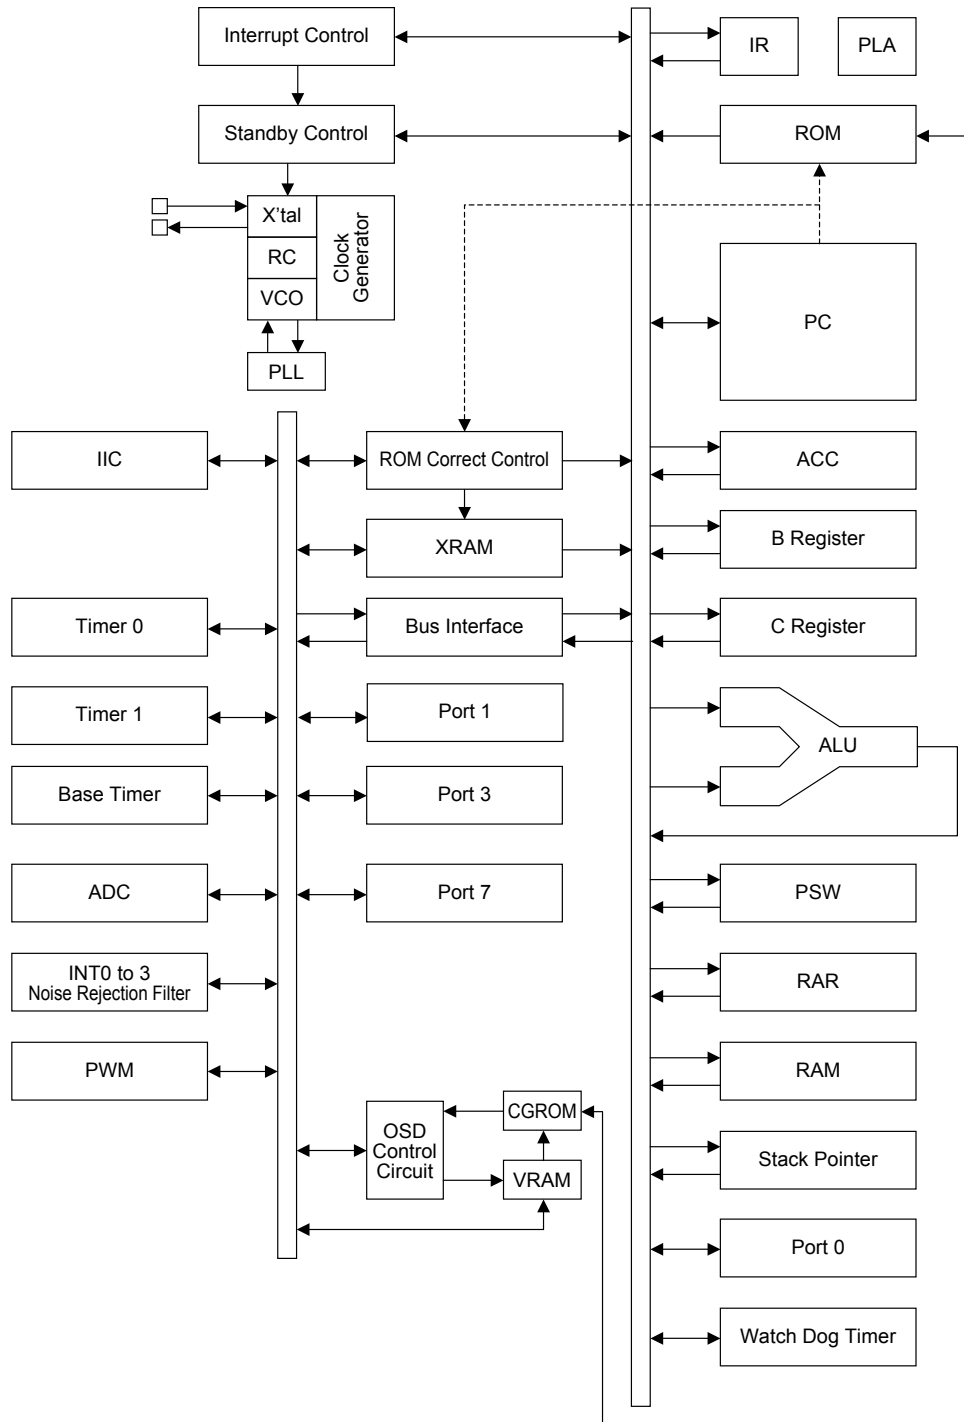 Interrupt Control
IR
PLA
Standby Control
ROM
X'tal
RC
VCO
Clock
Generator
PC
PLL
IIC
ROM Correct Control
ACC
XRAM
B Register
Timer 0
Bus Interface
C Register
Timer 1
Port 1
ALU
Base Timer
Port 3
ADC
Port 7
PSW
INT0 to 3
Noise Rejection Filter
RAR
PWM
RAM
OSD
Control
Circuit
CGROM
VRAM
Stack Pointer
Port 0
Watch Dog Timer